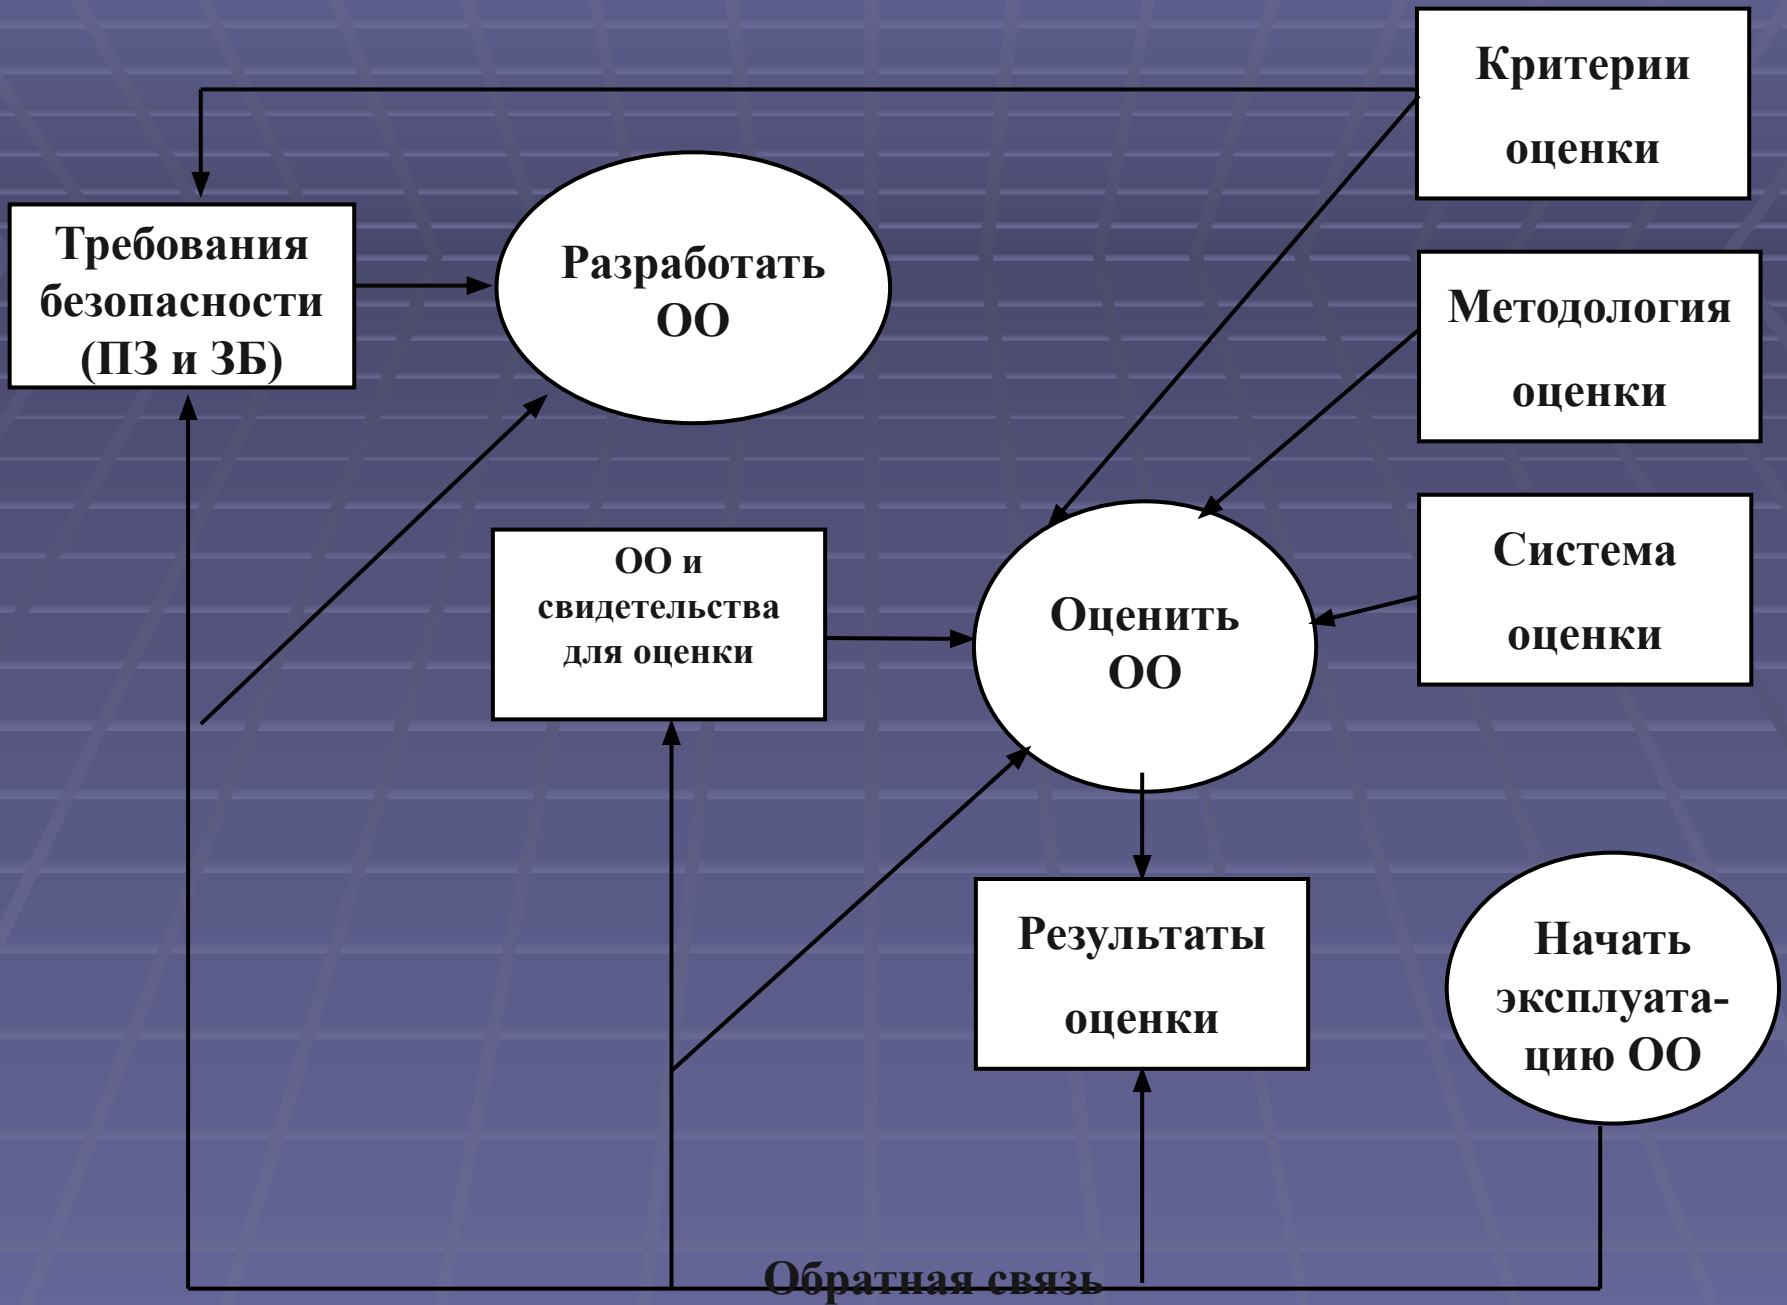 Критерии
оценки
Требования
безопасности
(ПЗ и ЗБ)
Разработать
ОО
Методология
оценки
ОО и
свидетельства
для оценки
Оценить
ОО
Система
оценки
Результаты
оценки
Начать
эксплуата-
цию ОО
Обратная связь